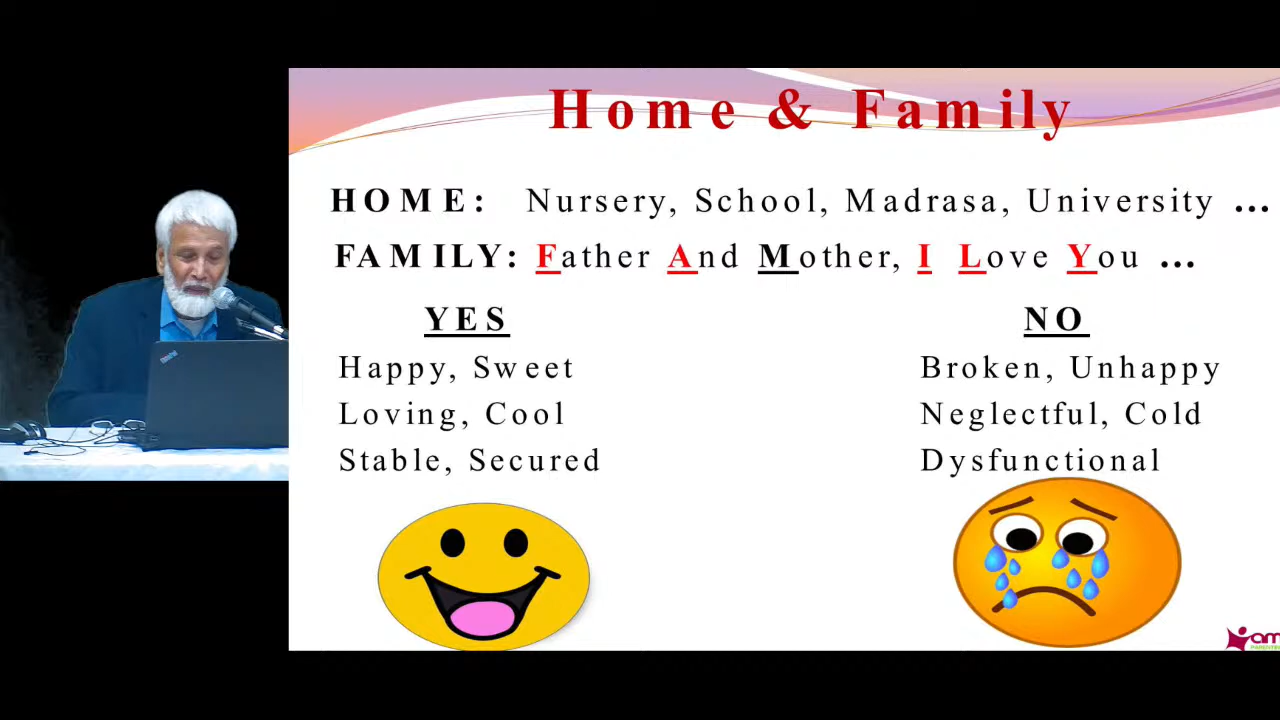 Home & Family
HOME: Nursery, School, Madrasa, University ...
FAMILY: Father And Mother, I Love You ...
YES
NO
Happy, Sweet
Broken, Unhappy
Loving, Cool
Neglectful, Cold
Stable, Secured
Dysfunctional
am